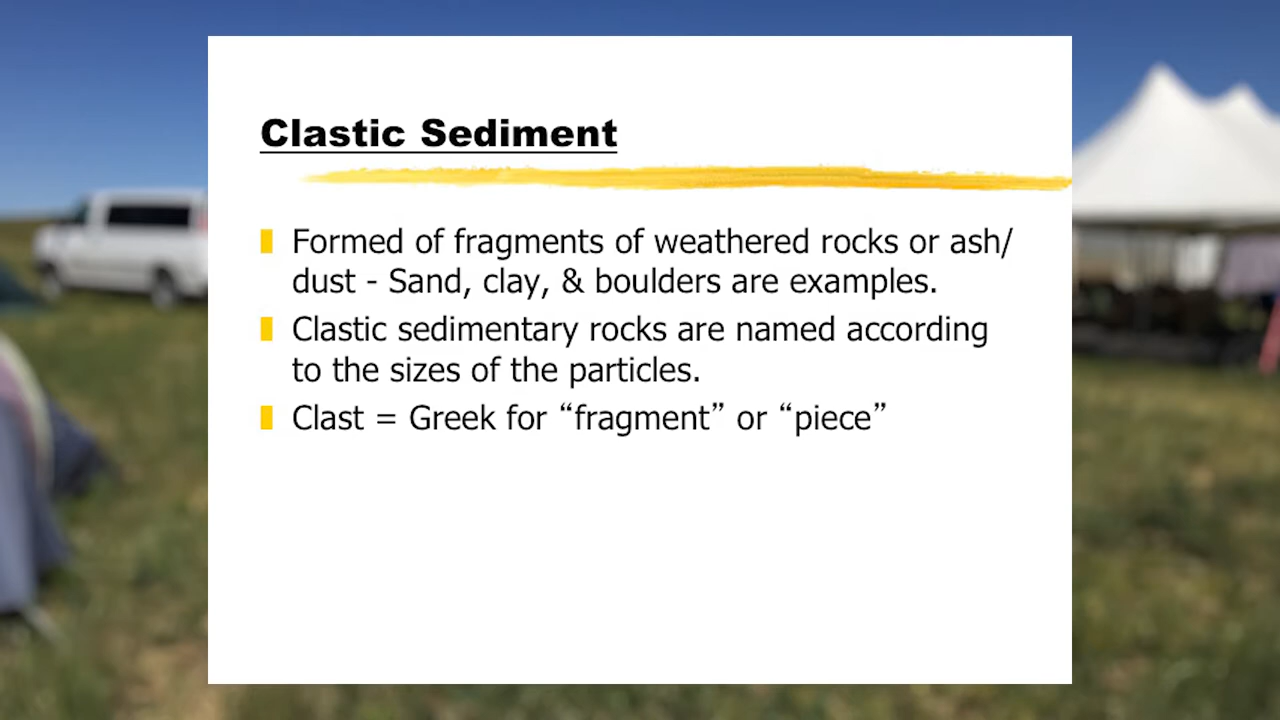 Clastic Sediment
Formed of fragments of weathered rocks or ash/
dust - Sand, clay, & boulders are examples.
Clastic sedimentary rocks are named according
to the sizes of the particles.
Clast = Greek for “fragment” or “piece”